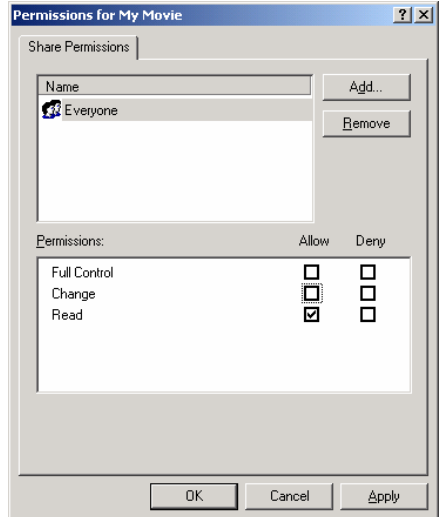 Permissions for My Movie
Share Permissions
Name
Add...
Everyone
Remove
Permissions: Allow Deny
Full Control
Change
Read
OK Cancel Apply